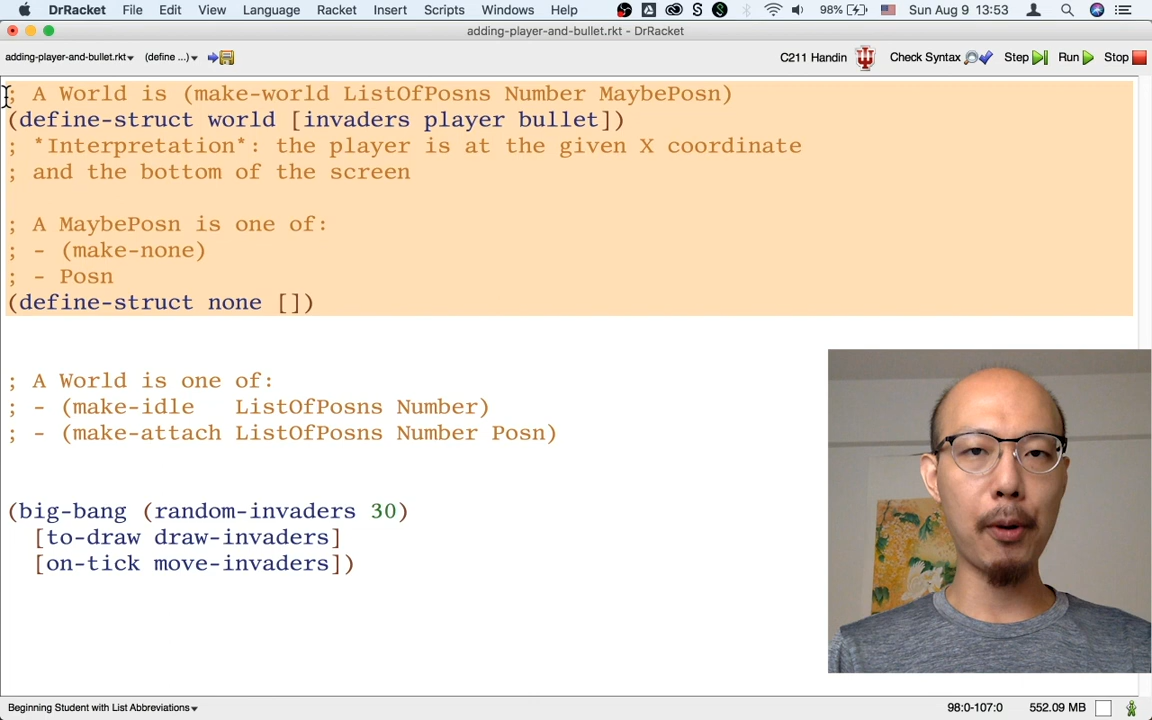 DrRacket File Edit View Language Racket Insert Scripts Windows Help 98% Sun Aug 9 13:53
adding-player-and-bullet.rkt - DrRacket
adding-player-and-bullet.rkt▾ (define ...)▾ C211 Handin Check Syntax Step Run Stop
; A World is (make-world ListOfPosns Number MaybePosn)
(define-struct world [invaders player bullet])
; *Interpretation*: the player is at the given X coordinate
; and the bottom of the screen
; A MaybePosn is one of:
; - (make-none)
; - Posn
(define-struct none [])
; A World is one of:
; - (make-idle   ListOfPosns Number)
; - (make-attach ListOfPosns Number Posn)
(big-bang (random-invaders 30)
  [to-draw draw-invaders]
  [on-tick move-invaders])
Beginning Student with List Abbreviations▾ 98:0-107:0 552.09 MB